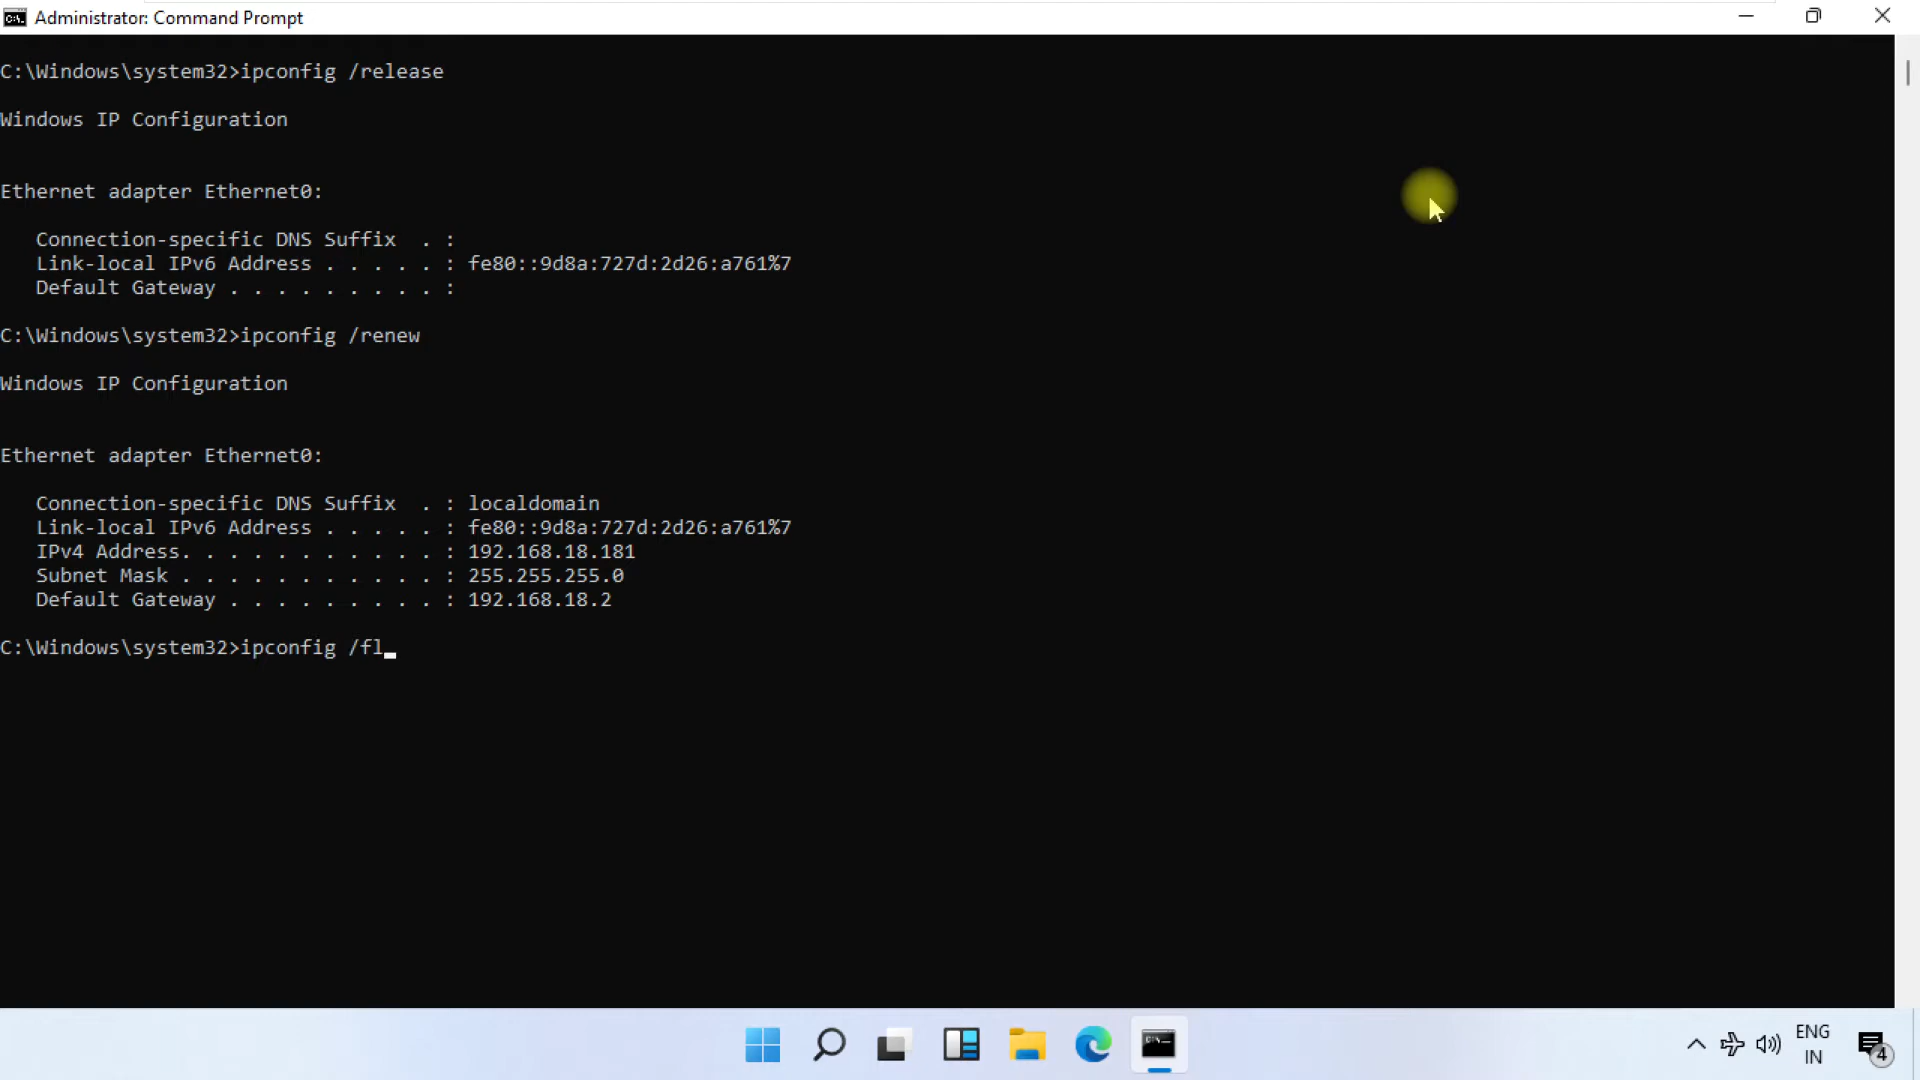 Administrator: Command Prompt
C:\Windows\system32>ipconfig /release
Windows IP Configuration
Ethernet adapter Ethernet0:
Connection-specific DNS Suffix  . :
Link-local IPv6 Address . . . . . : fe80::9d8a:727d:2d26:a761%7
Default Gateway . . . . . . . . . :
C:\Windows\system32>ipconfig /renew
Windows IP Configuration
Ethernet adapter Ethernet0:
Connection-specific DNS Suffix  . : localdomain
Link-local IPv6 Address . . . . . : fe80::9d8a:727d:2d26:a761%7
IPv4 Address. . . . . . . . . . . : 192.168.18.181
Subnet Mask . . . . . . . . . . . : 255.255.255.0
Default Gateway . . . . . . . . . : 192.168.18.2
C:\Windows\system32>ipconfig /fl_
ENG
IN
4